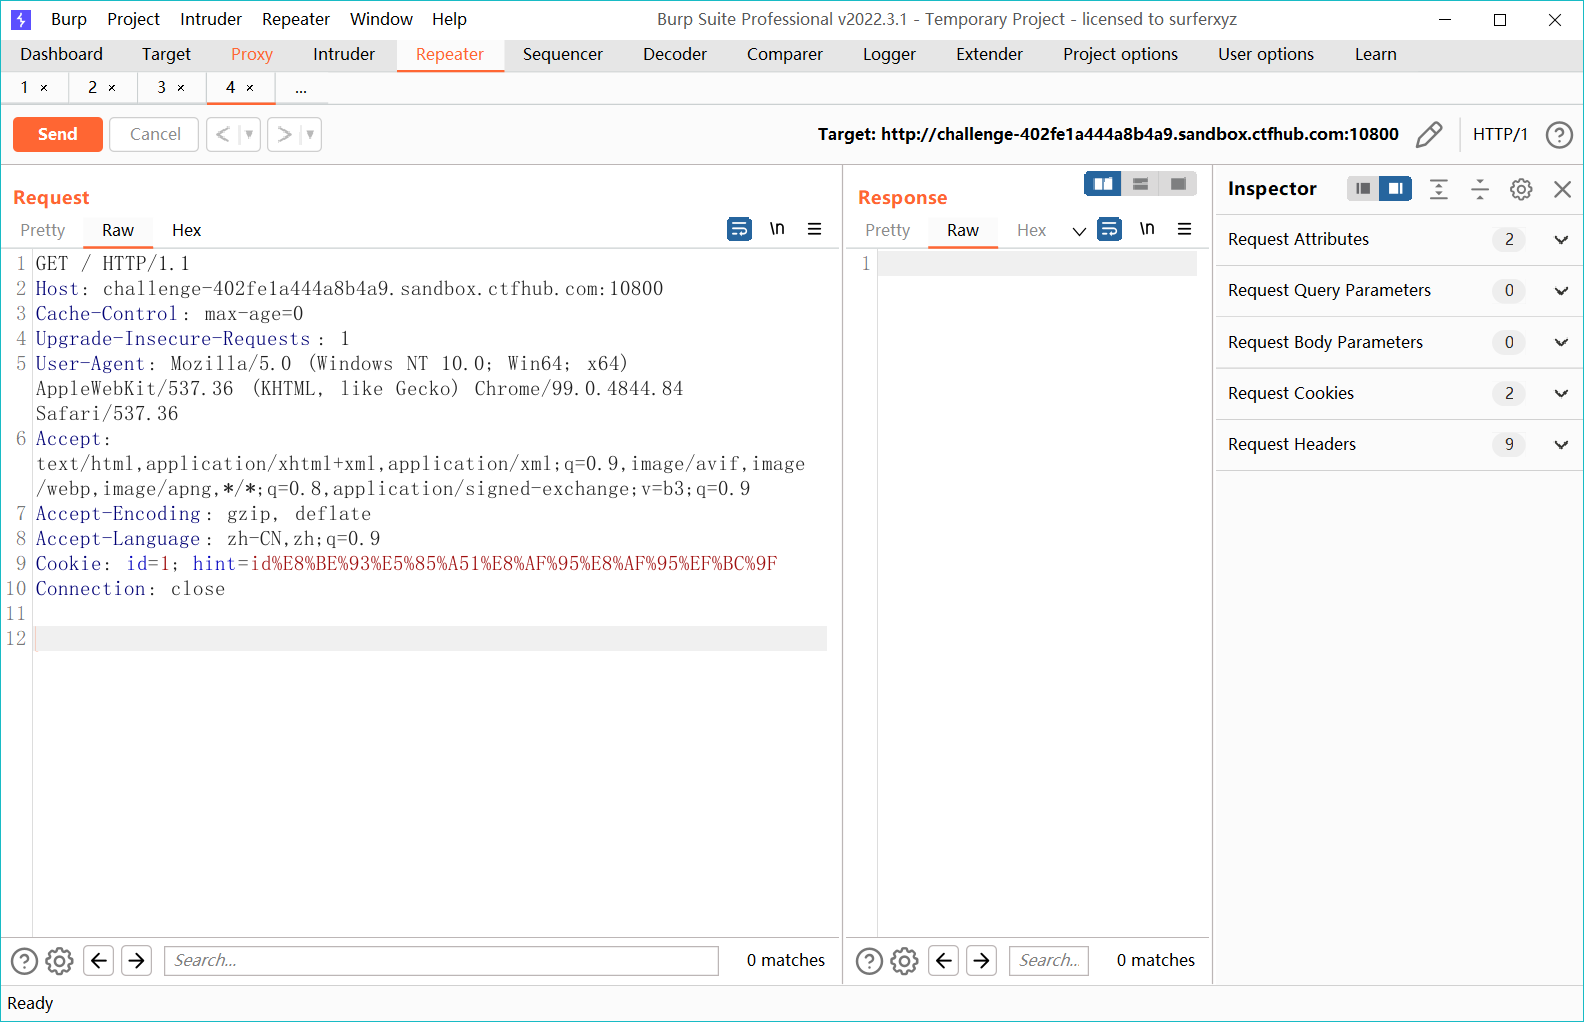 Burp Project Intruder Repeater Window Help Burp Suite Professional v2022.3.1 - Temporary Project - licensed to surferxyz
Dashboard Target Proxy Intruder Repeater Sequencer Decoder Comparer Logger Extender Project options User options Learn
1 × 2 × 3 × 4 × ...
Send Cancel < > Target: http://challenge-402fe1a444a8b4a9.sandbox.ctfhub.com:10800 HTTP/1 ?
Request
Pretty Raw Hex \n
1 GET / HTTP/1.1
2 Host: challenge-402fe1a444a8b4a9.sandbox.ctfhub.com:10800
3 Cache-Control: max-age=0
4 Upgrade-Insecure-Requests: 1
5 User-Agent: Mozilla/5.0 (Windows NT 10.0; Win64; x64)
AppleWebKit/537.36 (KHTML, like Gecko) Chrome/99.0.4844.84
Safari/537.36
6 Accept:
text/html,application/xhtml+xml,application/xml;q=0.9,image/avif,image
/webp,image/apng,*/*;q=0.8,application/signed-exchange;v=b3;q=0.9
7 Accept-Encoding: gzip, deflate
8 Accept-Language: zh-CN,zh;q=0.9
9 Cookie: id=1; hint=id%E8%BE%93%E5%85%A51%E8%AF%95%E8%AF%95%EF%BC%9F
10 Connection: close
11
12
? Search... 0 matches
Response
Pretty Raw Hex \n
1
? Search... 0 matches
Inspector
Request Attributes 2
Request Query Parameters 0
Request Body Parameters 0
Request Cookies 2
Request Headers 9
Ready